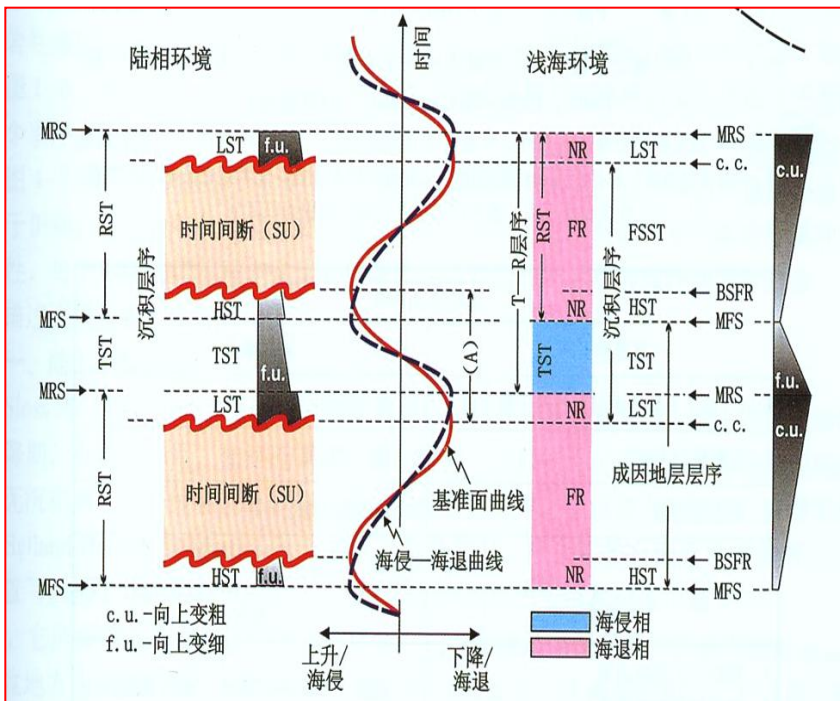 陆相环境
时间
浅海环境
MRS
LST
f.u.
NR
LST
MRS
c.c.
c.u.
RST
沉积层序
时间间断（SU）
T—R层序
RST
FR
沉积层序
FSST
HST
NR
HST
BSFR
MFS
MFS
TST
TST
f.u.
(A)
TST
TST
f.u.
MRS
LST
NR
LST
MRS
c.c.
c.u.
RST
时间间断（SU）
基准面曲线
海侵—海退曲线
FR
成因地层层序
HST
f.u.
NR
HST
BSFR
MFS
MFS
c.u.-向上变粗
f.u.-向上变细
上升/
海侵
下降/
海退
海侵相
海退相